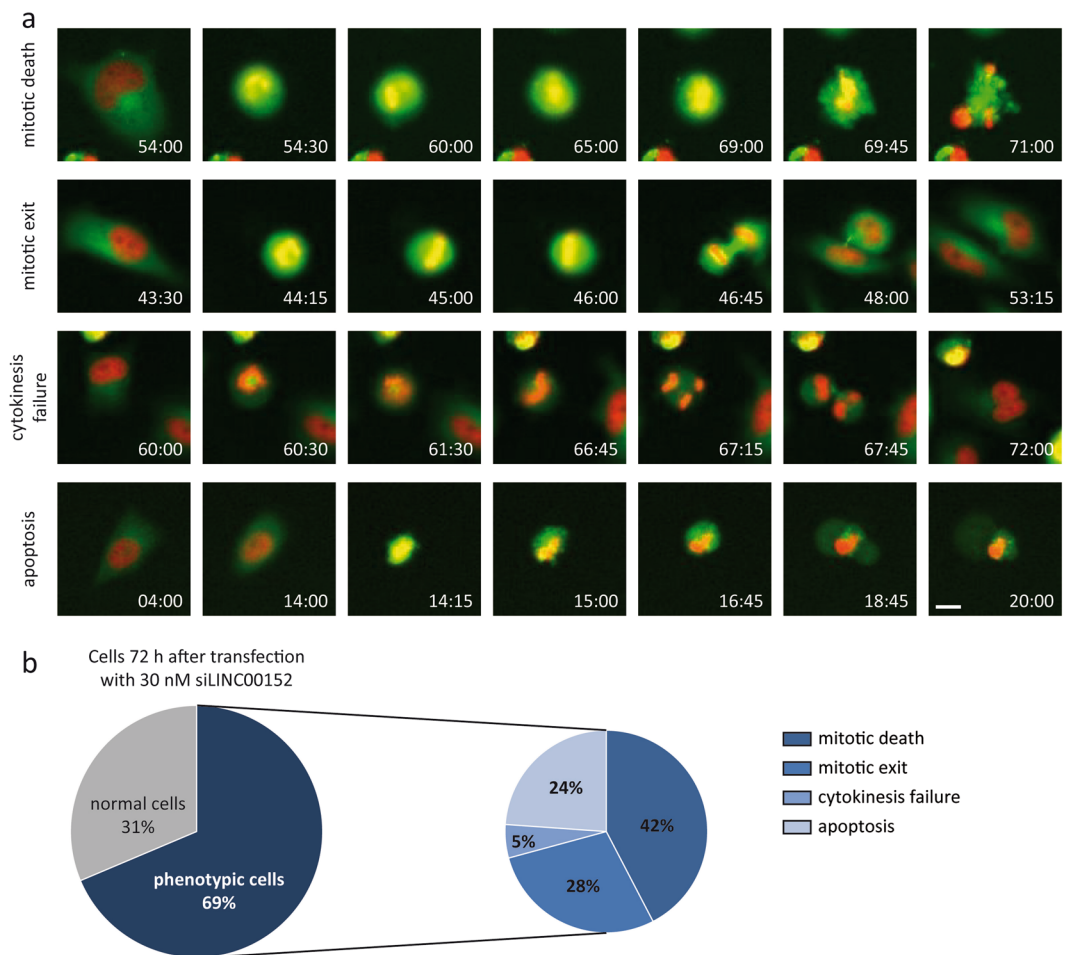 a
mitotic death
54:00
54:30
60:00
65:00
69:00
69:45
71:00
mitotic exit
43:30
44:15
45:00
46:00
46:45
48:00
53:15
cytokinesis
failure
60:00
60:30
61:30
66:45
67:15
67:45
72:00
apoptosis
04:00
14:00
14:15
15:00
16:45
18:45
20:00
b
Cells 72 h after transfection
with 30 nM siLINC00152
normal cells
31%
phenotypic cells
69%
24%
42%
5%
28%
mitotic death
mitotic exit
cytokinesis failure
apoptosis